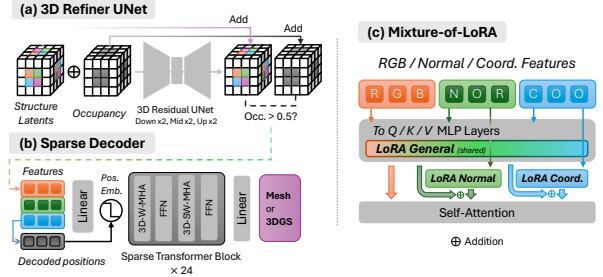 (a) 3D Refiner UNet
Add
Add
Structure
Latents
Occupancy
3D Residual UNet
Down x2, Mid x2, Up x2
Occ. > 0.5?
(b) Sparse Decoder
Features
Linear
Pos.
Emb.
3D-W-MHA
FFN
3D-SW-MHA
FFN
Linear
Mesh
or
3DGS
Decoded positions
Sparse Transformer Block
× 24
(c) Mixture-of-LoRA
RGB / Normal / Coord. Features
R G B
N O R
C O O
To Q / K / V MLP Layers
LoRA General (shared)
LoRA Normal
LoRA Coord.
Self-Attention
⊕ Addition